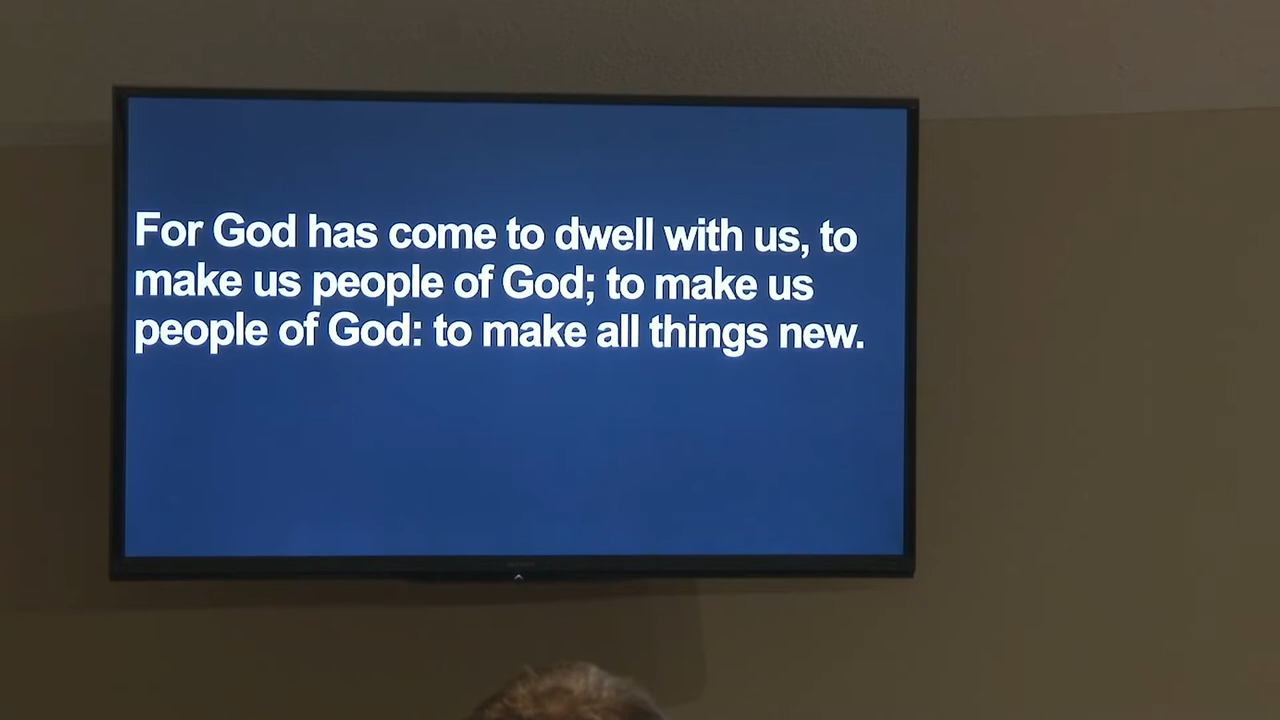 For God has come to dwell with us, to
make us people of God; to make us
people of God: to make all things new.